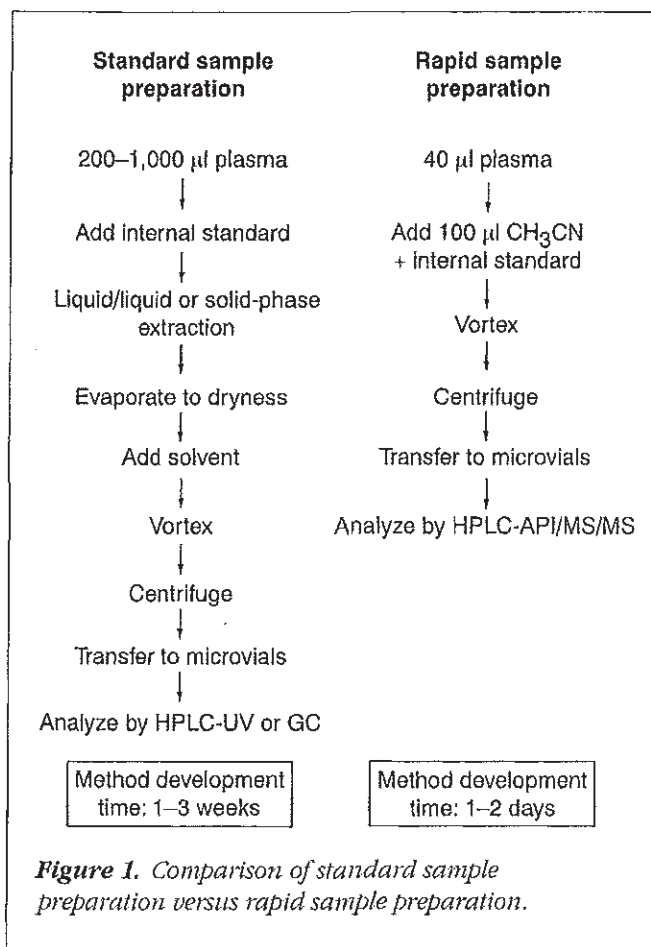 Standard sample
preparation
200–1,000 µl plasma
Add internal standard
Liquid/liquid or solid-phase
extraction
Evaporate to dryness
Add solvent
Vortex
Centrifuge
Transfer to microvials
Analyze by HPLC-UV or GC
Method development
time: 1–3 weeks
Rapid sample
preparation
40 µl plasma
Add 100 µl CH₃CN
+ internal standard
Vortex
Centrifuge
Transfer to microvials
Analyze by HPLC-API/MS/MS
Method development
time: 1–2 days
Figure 1. Comparison of standard sample
preparation versus rapid sample preparation.